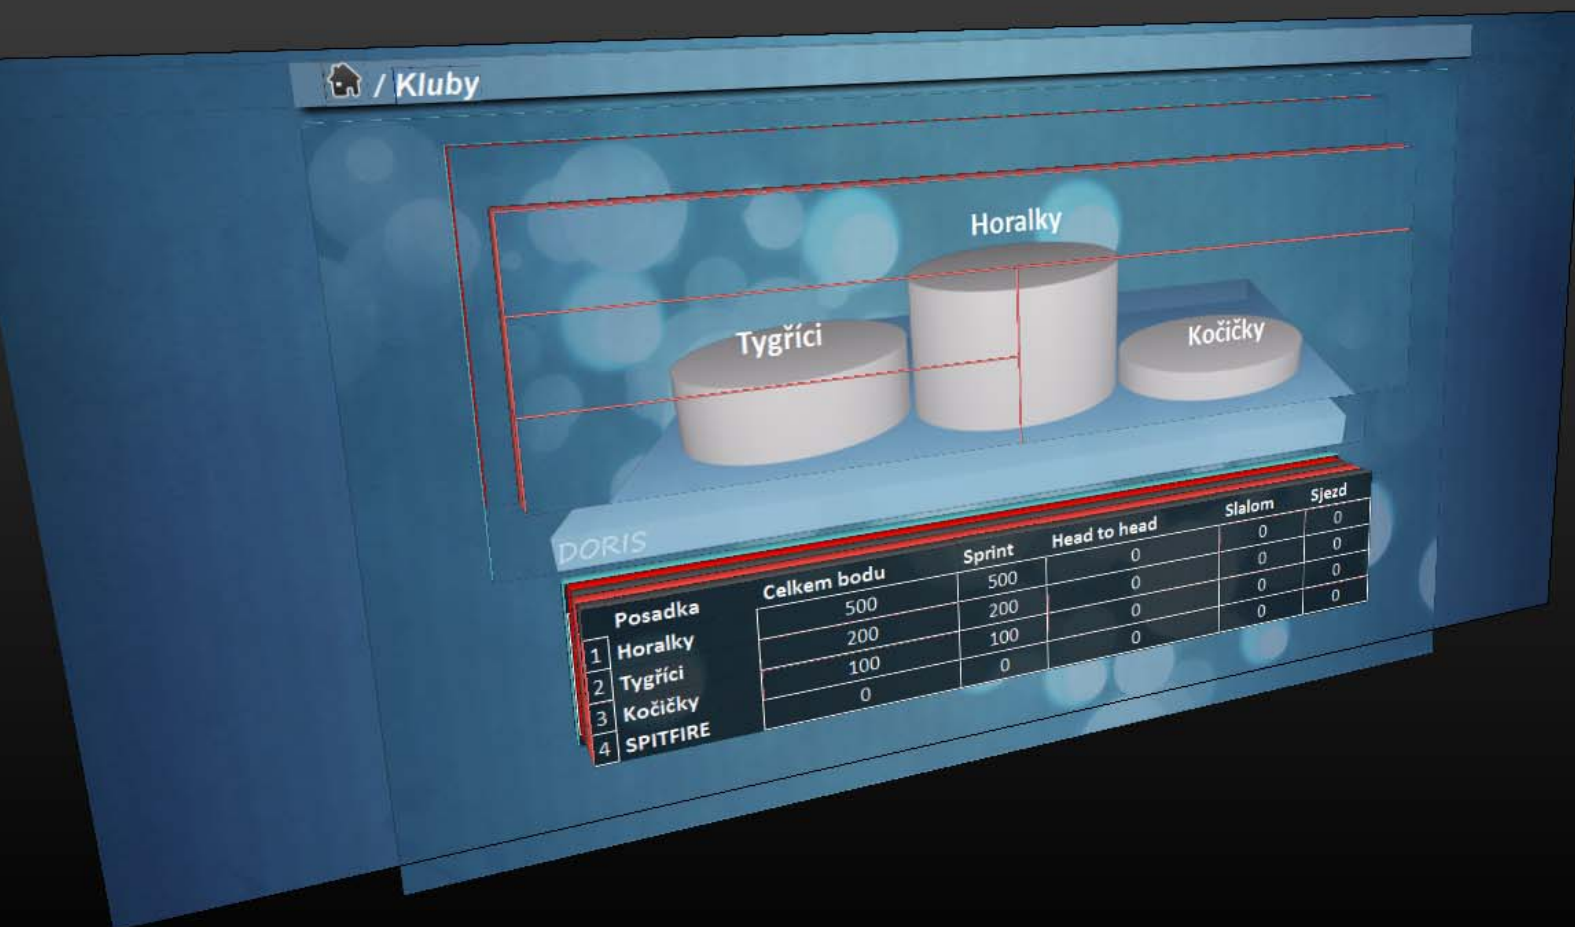 / Kluby
Horalky
Tygříci
Kočičky
DORIS
Posadka Celkem bodu Sprint Head to head Slalom Sjezd
1 Horalky 500 500 0 0 0
2 Tygříci 200 200 0 0 0
3 Kočičky 100 100 0 0 0
4 SPITFIRE 0 0 0 0 0